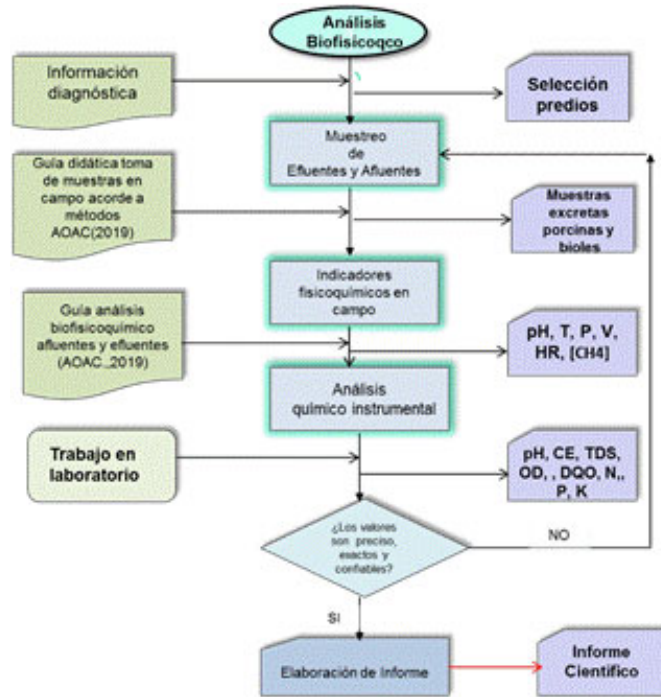 Análisis
Biofisicoqco
Información
diagnóstica
Selección
predios
Muestreo
de
Efluentes y Afluentes
Guía didática toma
de muestras en
campo acorde a
métodos
AOAC(2019)
Muestras
excretas
porcinas y
bioles
Indicadores
fisicoquímicos en
campo
Guía análisis
biofisicoquímico
afluentes y efluentes
(AOAC.,2019)
pH, T, P, V,
HR, [CH4]
Análisis
químico instrumental
Trabajo en
laboratorio
pH, CE, TDS,
OD, , DQO, N,,
P, K
¿Los valores
son preciso,
exactos y
confiables?
NO
SI
Elaboración de Informe
Informe
Científico